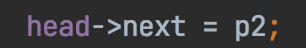 head->next = p2;